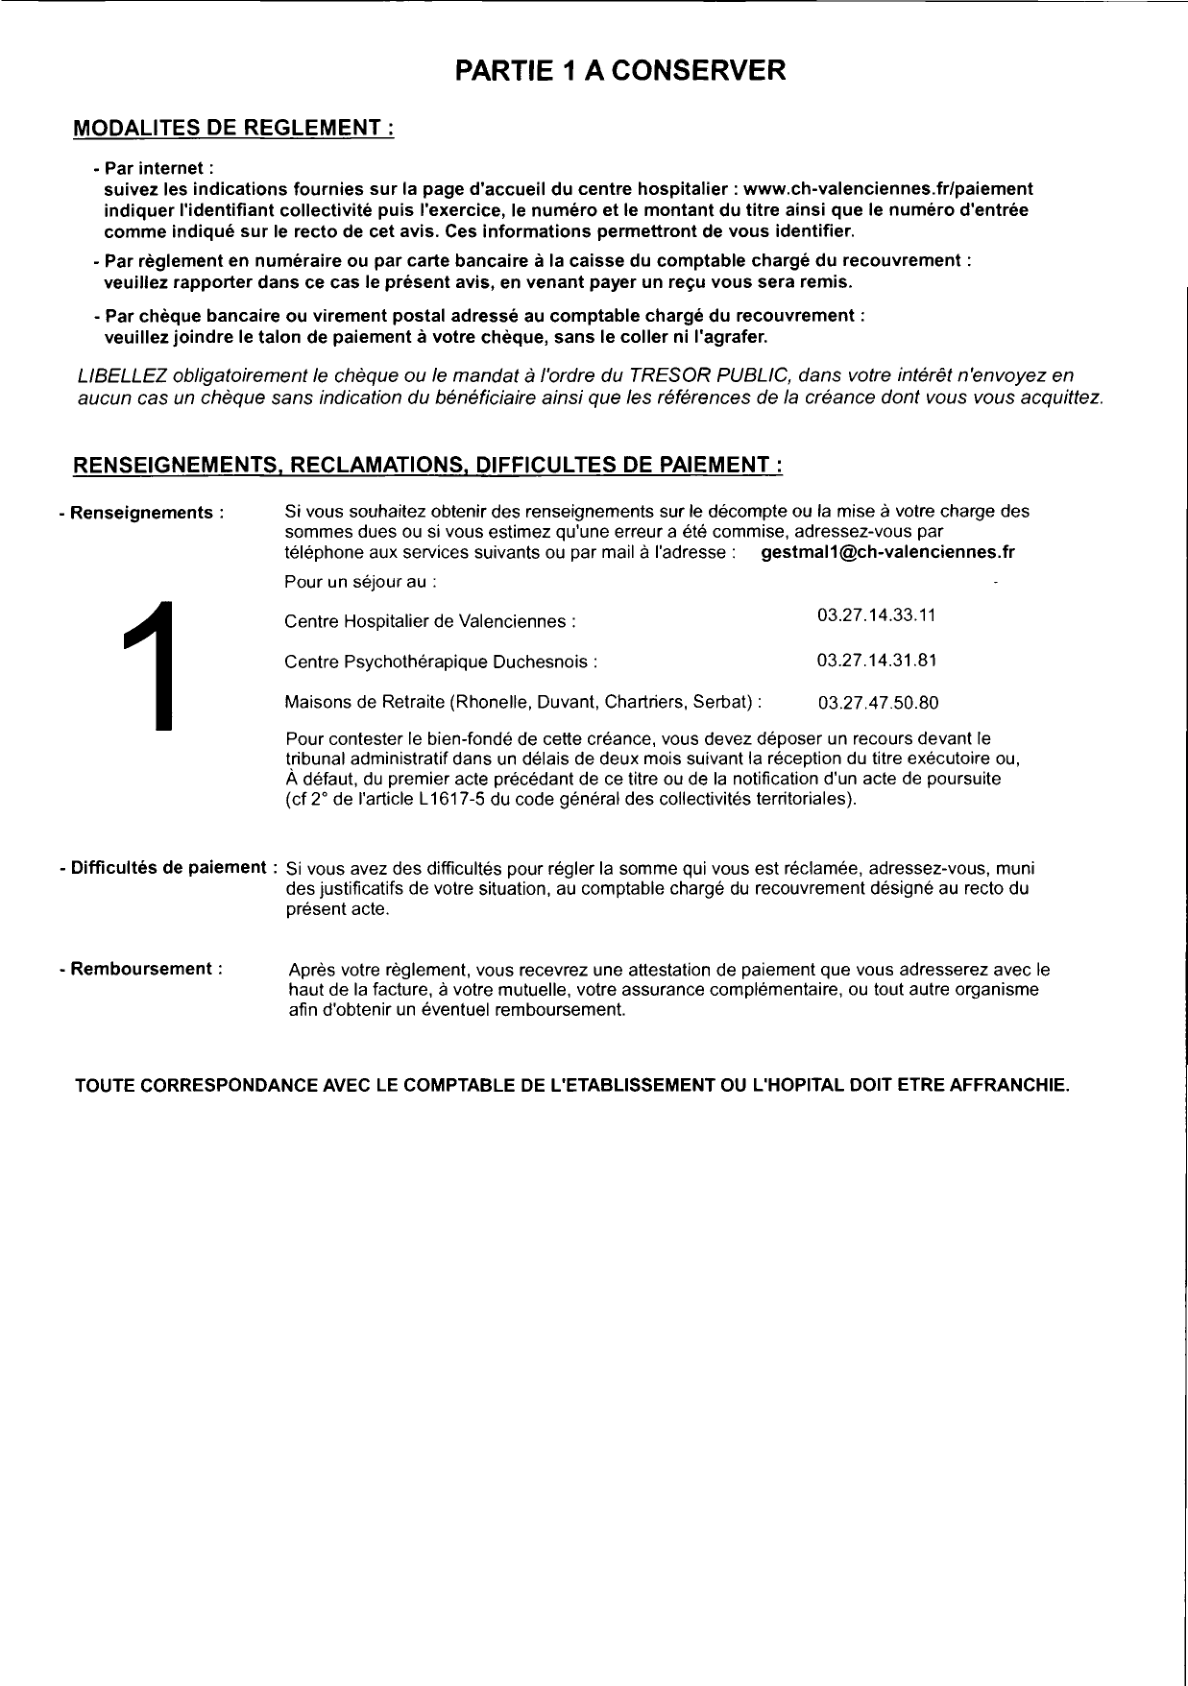 PARTIE 1 A CONSERVER
MODALITES DE REGLEMENT :
- Par internet :
suivez les indications fournies sur la page d'accueil du centre hospitalier : www.ch-valenciennes.fr/paiement
indiquer l'identifiant collectivité puis l'exercice, le numéro et le montant du titre ainsi que le numéro d'entrée
comme indiqué sur le recto de cet avis. Ces informations permettront de vous identifier.
- Par règlement en numéraire ou par carte bancaire à la caisse du comptable chargé du recouvrement :
veuillez rapporter dans ce cas le présent avis, en venant payer un reçu vous sera remis.
- Par chèque bancaire ou virement postal adressé au comptable chargé du recouvrement :
veuillez joindre le talon de paiement à votre chèque, sans le coller ni l'agrafer.
LIBELLEZ obligatoirement le chèque ou le mandat à l'ordre du TRESOR PUBLIC, dans votre intérêt n'envoyez en
aucun cas un chèque sans indication du bénéficiaire ainsi que les références de la créance dont vous vous acquittez.
RENSEIGNEMENTS, RECLAMATIONS, DIFFICULTES DE PAIEMENT :
- Renseignements : Si vous souhaitez obtenir des renseignements sur le décompte ou la mise à votre charge des
sommes dues ou si vous estimez qu'une erreur a été commise, adressez-vous par
téléphone aux services suivants ou par mail à l'adresse : gestmal1@ch-valenciennes.fr
Pour un séjour au :
1
Centre Hospitalier de Valenciennes : 03.27.14.33.11
Centre Psychothérapique Duchesnois : 03.27.14.31.81
Maisons de Retraite (Rhonelle, Duvant, Chartriers, Serbat) : 03.27.47.50.80
Pour contester le bien-fondé de cette créance, vous devez déposer un recours devant le
tribunal administratif dans un délais de deux mois suivant la réception du titre exécutoire ou,
À défaut, du premier acte précédant de ce titre ou de la notification d'un acte de poursuite
(cf 2° de l'article L1617-5 du code général des collectivités territoriales).
- Difficultés de paiement : Si vous avez des difficultés pour régler la somme qui vous est réclamée, adressez-vous, muni
des justificatifs de votre situation, au comptable chargé du recouvrement désigné au recto du
présent acte.
- Remboursement : Après votre règlement, vous recevrez une attestation de paiement que vous adresserez avec le
haut de la facture, à votre mutuelle, votre assurance complémentaire, ou tout autre organisme
afin d'obtenir un éventuel remboursement.
TOUTE CORRESPONDANCE AVEC LE COMPTABLE DE L'ETABLISSEMENT OU L'HOPITAL DOIT ETRE AFFRANCHIE.